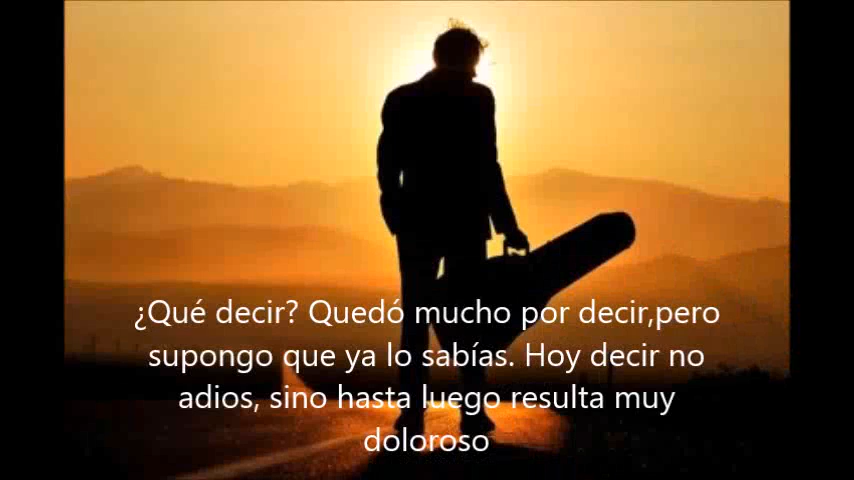 ¿Qué decir? Quedó mucho por decir,pero
supongo que ya lo sabías. Hoy decir no
adios, sino hasta luego resulta muy
doloroso